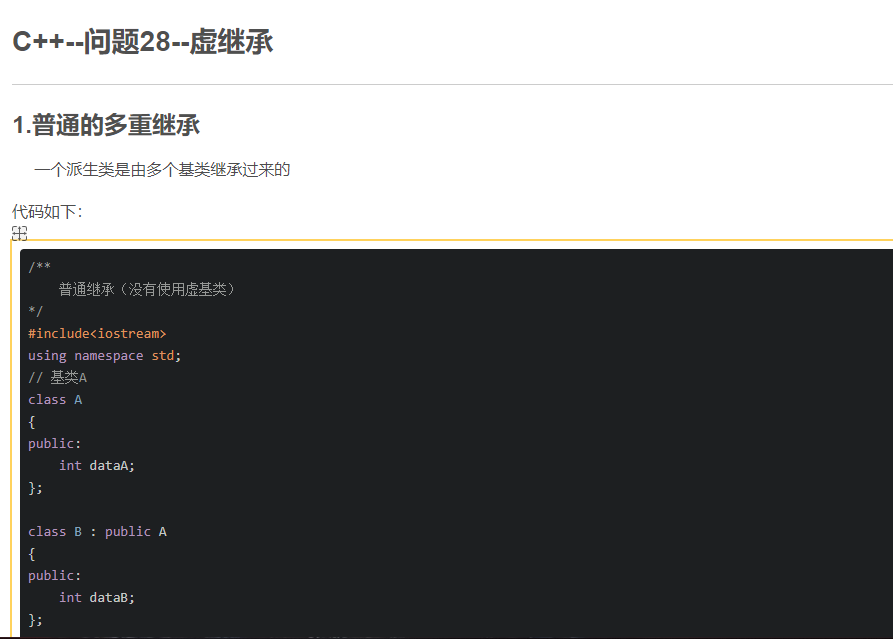 C++--问题28--虚继承
1.普通的多重继承
一个派生类是由多个基类继承过来的
代码如下:
/**
普通继承（没有使用虚基类）
*/
#include<iostream>
using namespace std;
// 基类A
class A
{
public:
int dataA;
};
class B : public A
{
public:
int dataB;
};